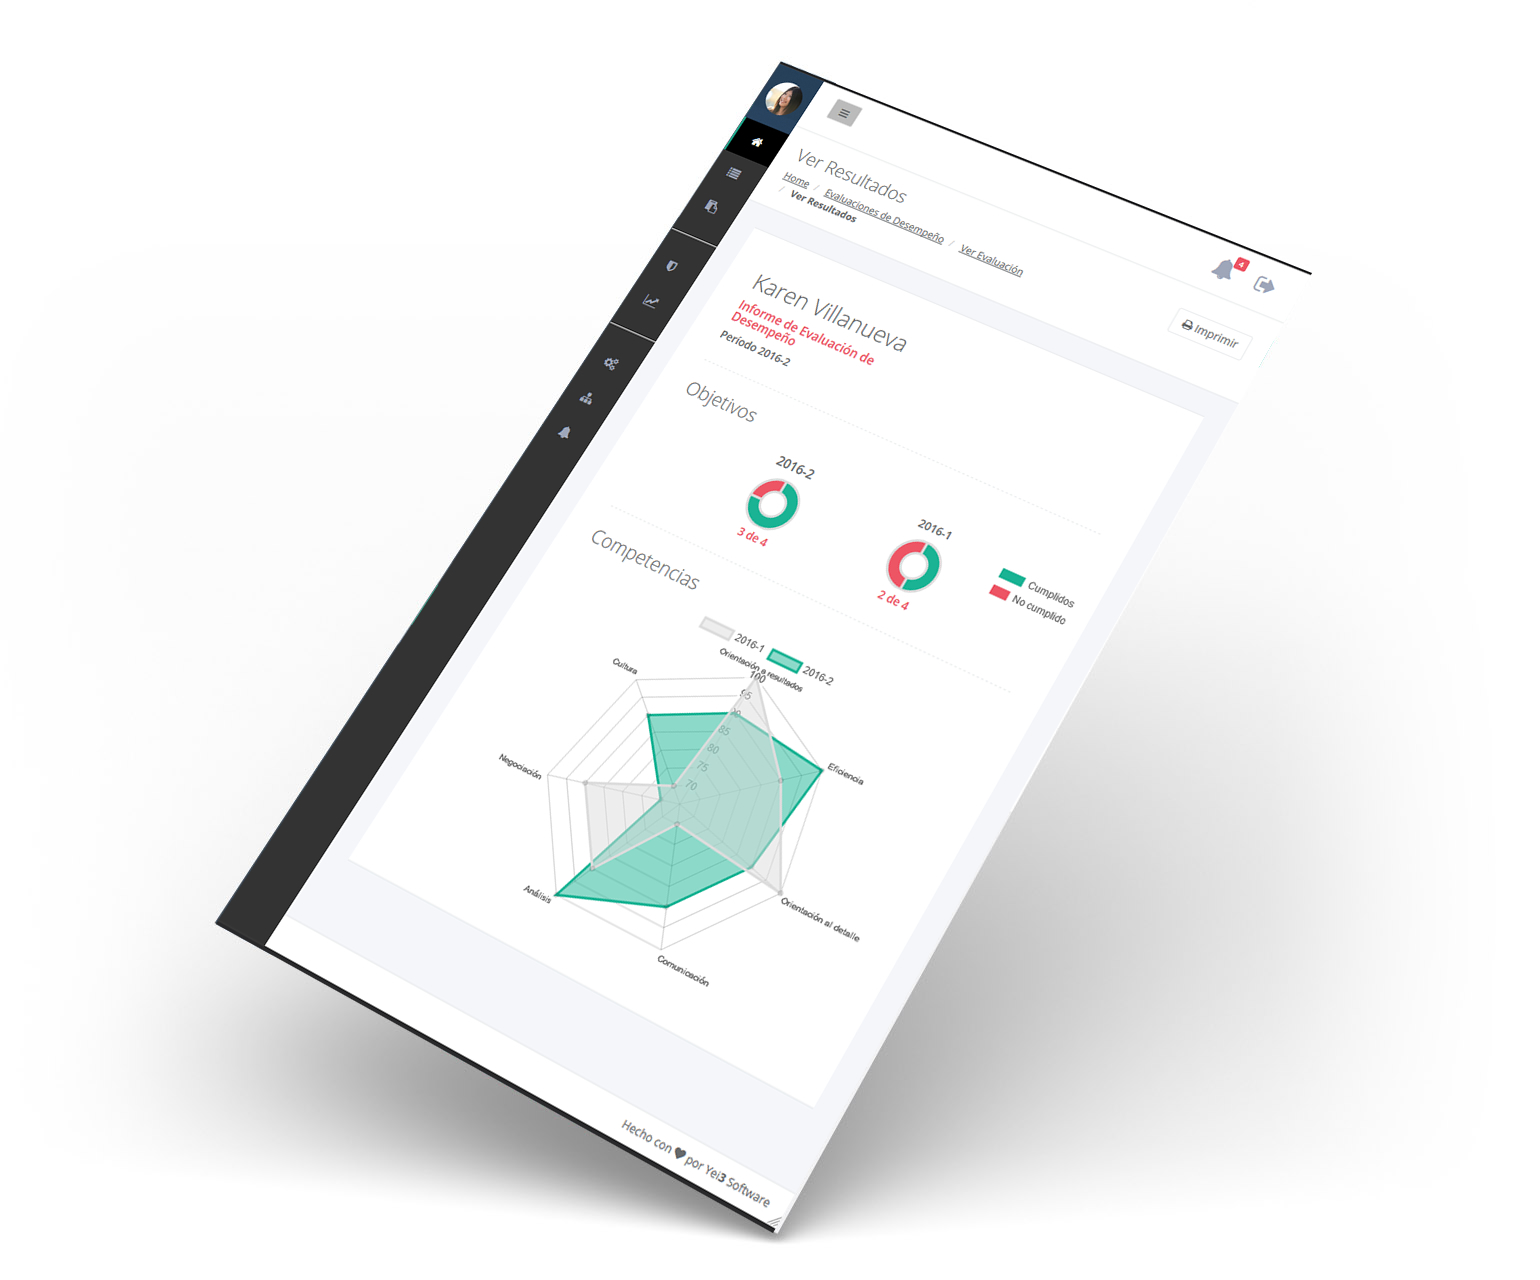 Ver Resultados
Home / Evaluaciones de Desempeño / Ver Evaluación
/ Ver Resultados
4
Imprimir
Karen Villanueva
Informe de Evaluación de
Desempeño
Período 2016-2
Objetivos
2016-2
3 de 4
2016-1
2 de 4
Cumplidos
No cumplido
Competencias
2016-1
2016-2
Orientación a resultados
100
95
90
85
80
75
70
Cultura
Eficiencia
Negociación
Análisis
Orientación al detalle
Comunicación
Hecho con ♥ por Yei3 Software